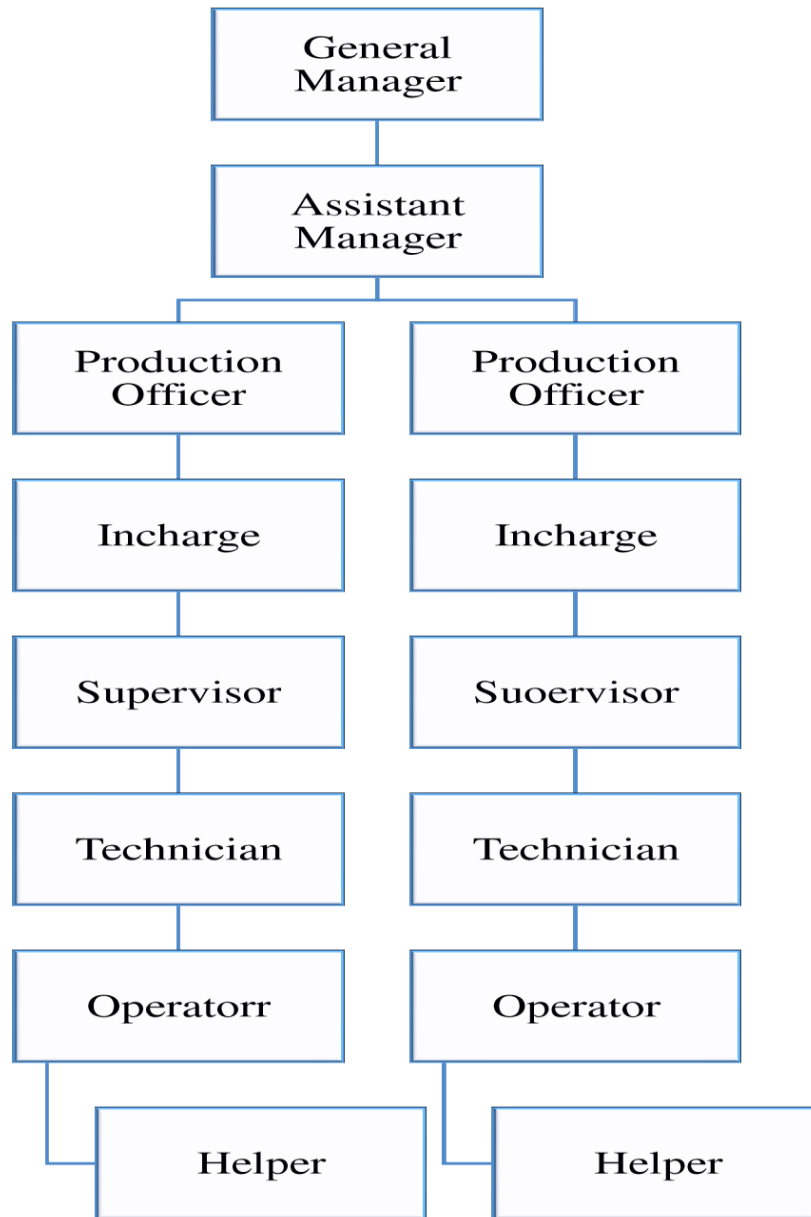 General
Manager
Assistant
Manager
Production
Officer
Production
Officer
Incharge
Incharge
Supervisor
Suoervisor
Technician
Technician
Operatorr
Operator
Helper
Helper